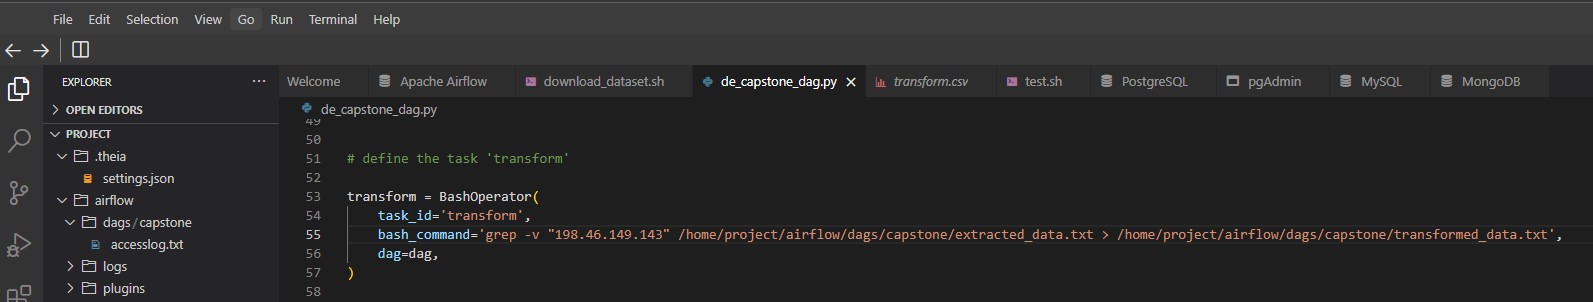 File Edit Selection View Go Run Terminal Help
EXPLORER ··· Welcome Apache Airflow download_dataset.sh de_capstone_dag.py transform.csv test.sh PostgreSQL pgAdmin MySQL MongoDB
OPEN EDITORS
PROJECT
.theia
settings.json
airflow
dags/capstone
accesslog.txt
logs
plugins
de_capstone_dag.py
49
50
51 # define the task 'transform'
52
53 transform = BashOperator(
54     task_id='transform',
55     bash_command='grep -v "198.46.149.143" /home/project/airflow/dags/capstone/extracted_data.txt > /home/project/airflow/dags/capstone/transformed_data.txt',
56     dag=dag,
57 )
58